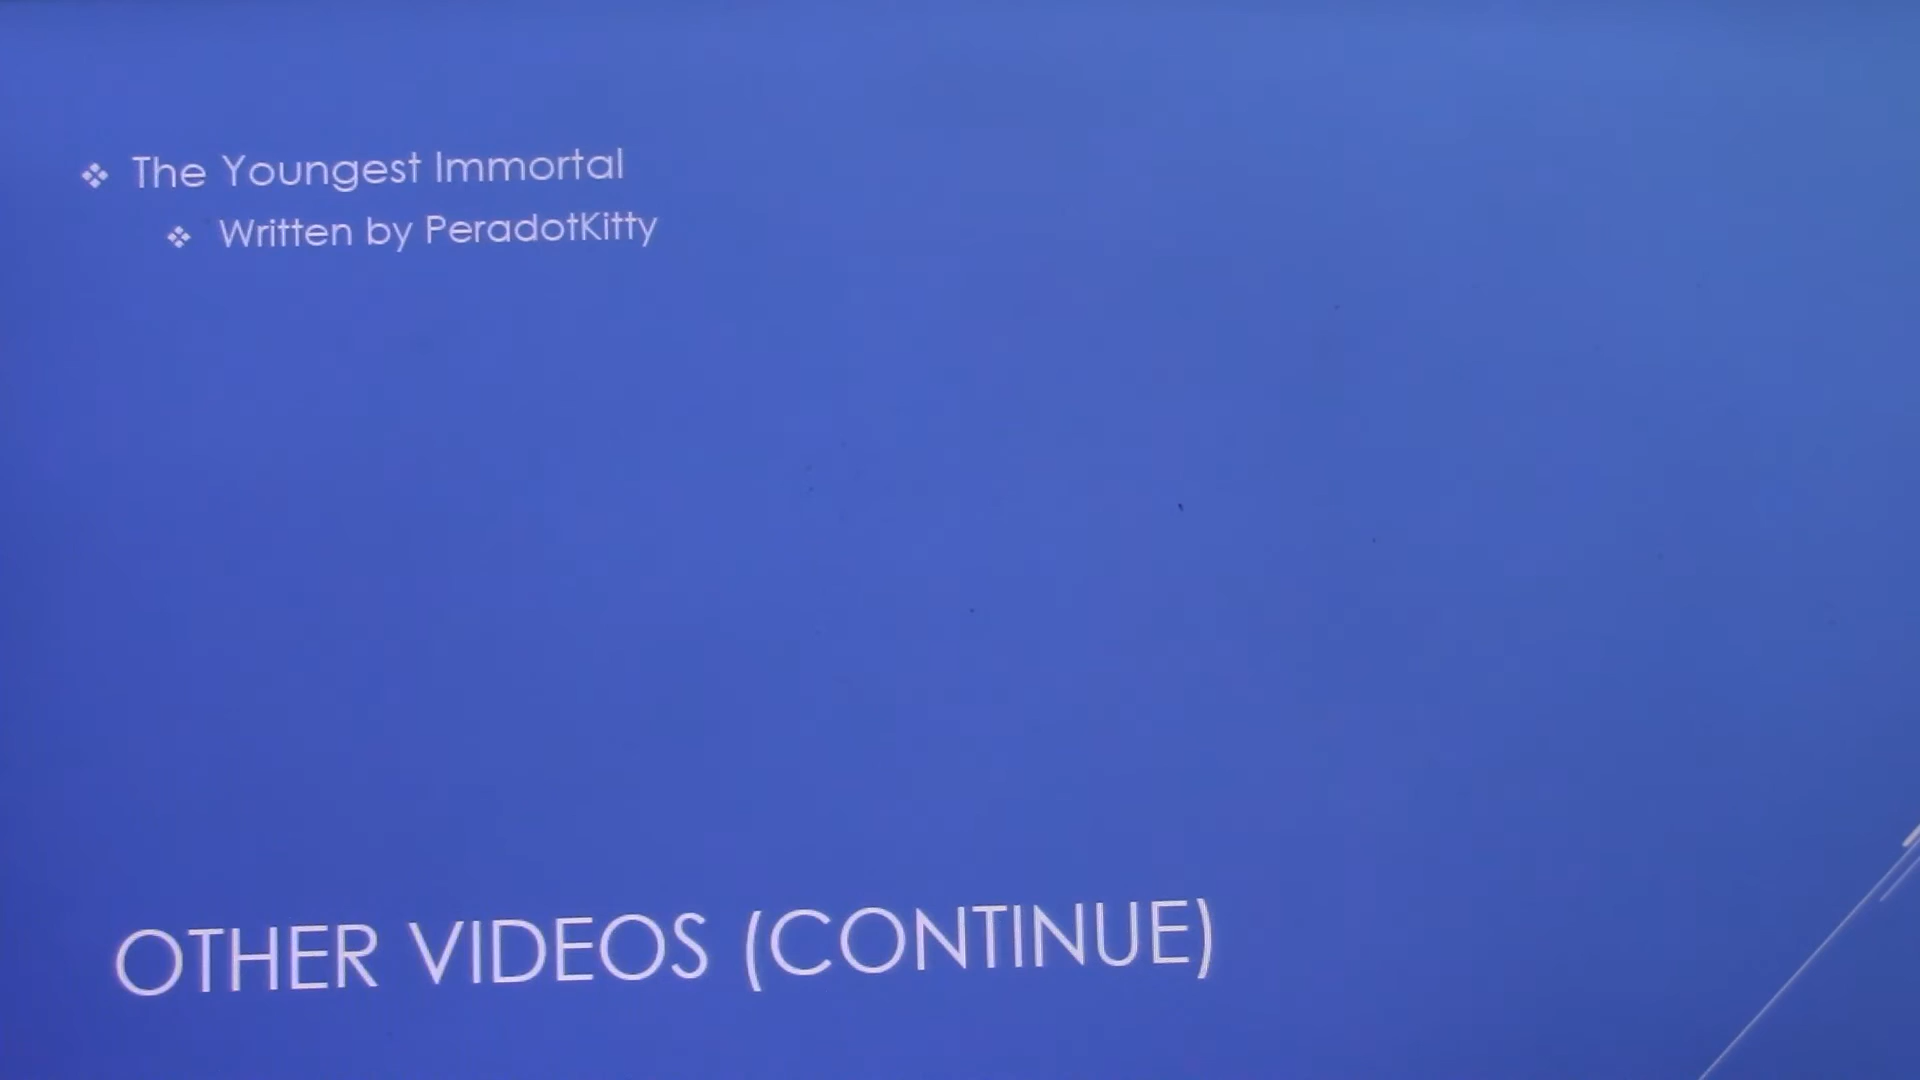 The Youngest Immortal
Written by PeradotKitty
OTHER VIDEOS (CONTINUE)